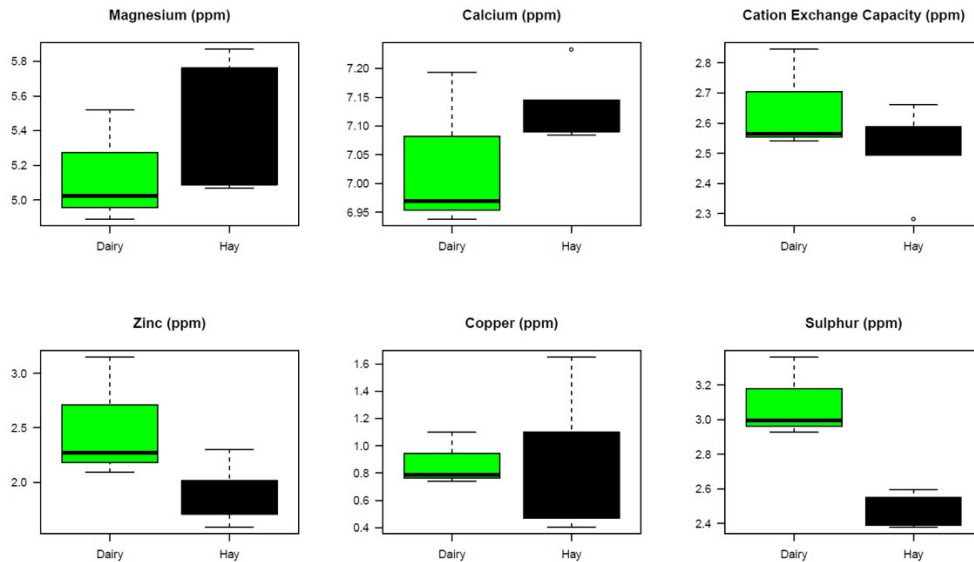 Magnesium (ppm)
5.8
5.6
5.4
5.2
5.0
Dairy
Hay
Calcium (ppm)
7.20
7.15
7.10
7.05
7.00
6.95
Dairy
Hay
Cation Exchange Capacity (ppm)
2.8
2.7
2.6
2.5
2.4
2.3
Dairy
Hay
Zinc (ppm)
3.0
2.5
2.0
Dairy
Hay
Copper (ppm)
1.6
1.4
1.2
1.0
0.8
0.6
0.4
Dairy
Hay
Sulphur (ppm)
3.2
3.0
2.8
2.6
2.4
Dairy
Hay